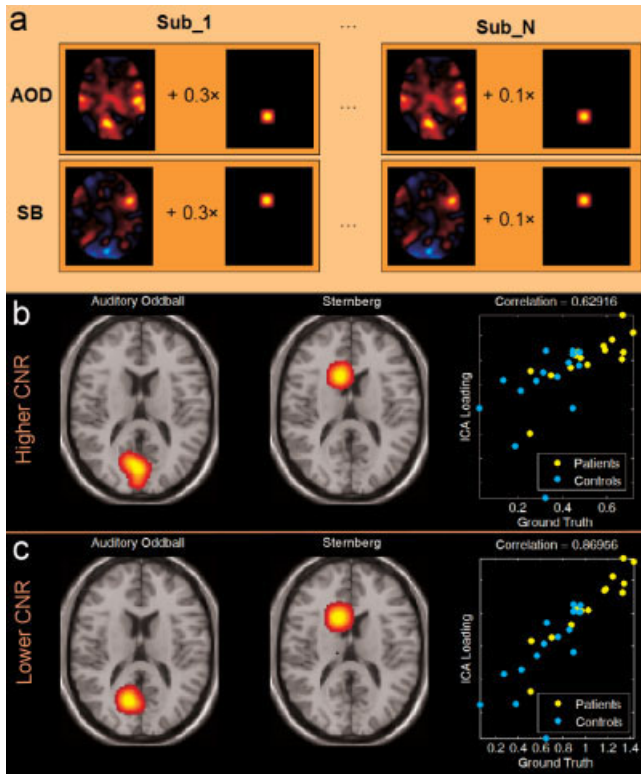 a
Sub_1 ... Sub_N
AOD
+ 0.3× ... + 0.1×
SB
+ 0.3× ... + 0.1×
b
Higher CNR
Auditory Oddball
Sternberg
Correlation = 0.62916
ICA Loading
Patients
Controls
0.2 0.4 0.6
Ground Truth
c
Lower CNR
Auditory Oddball
Sternberg
Correlation = 0.86956
ICA Loading
Patients
Controls
0.2 0.4 0.6 0.8 1 1.2 1.4
Ground Truth